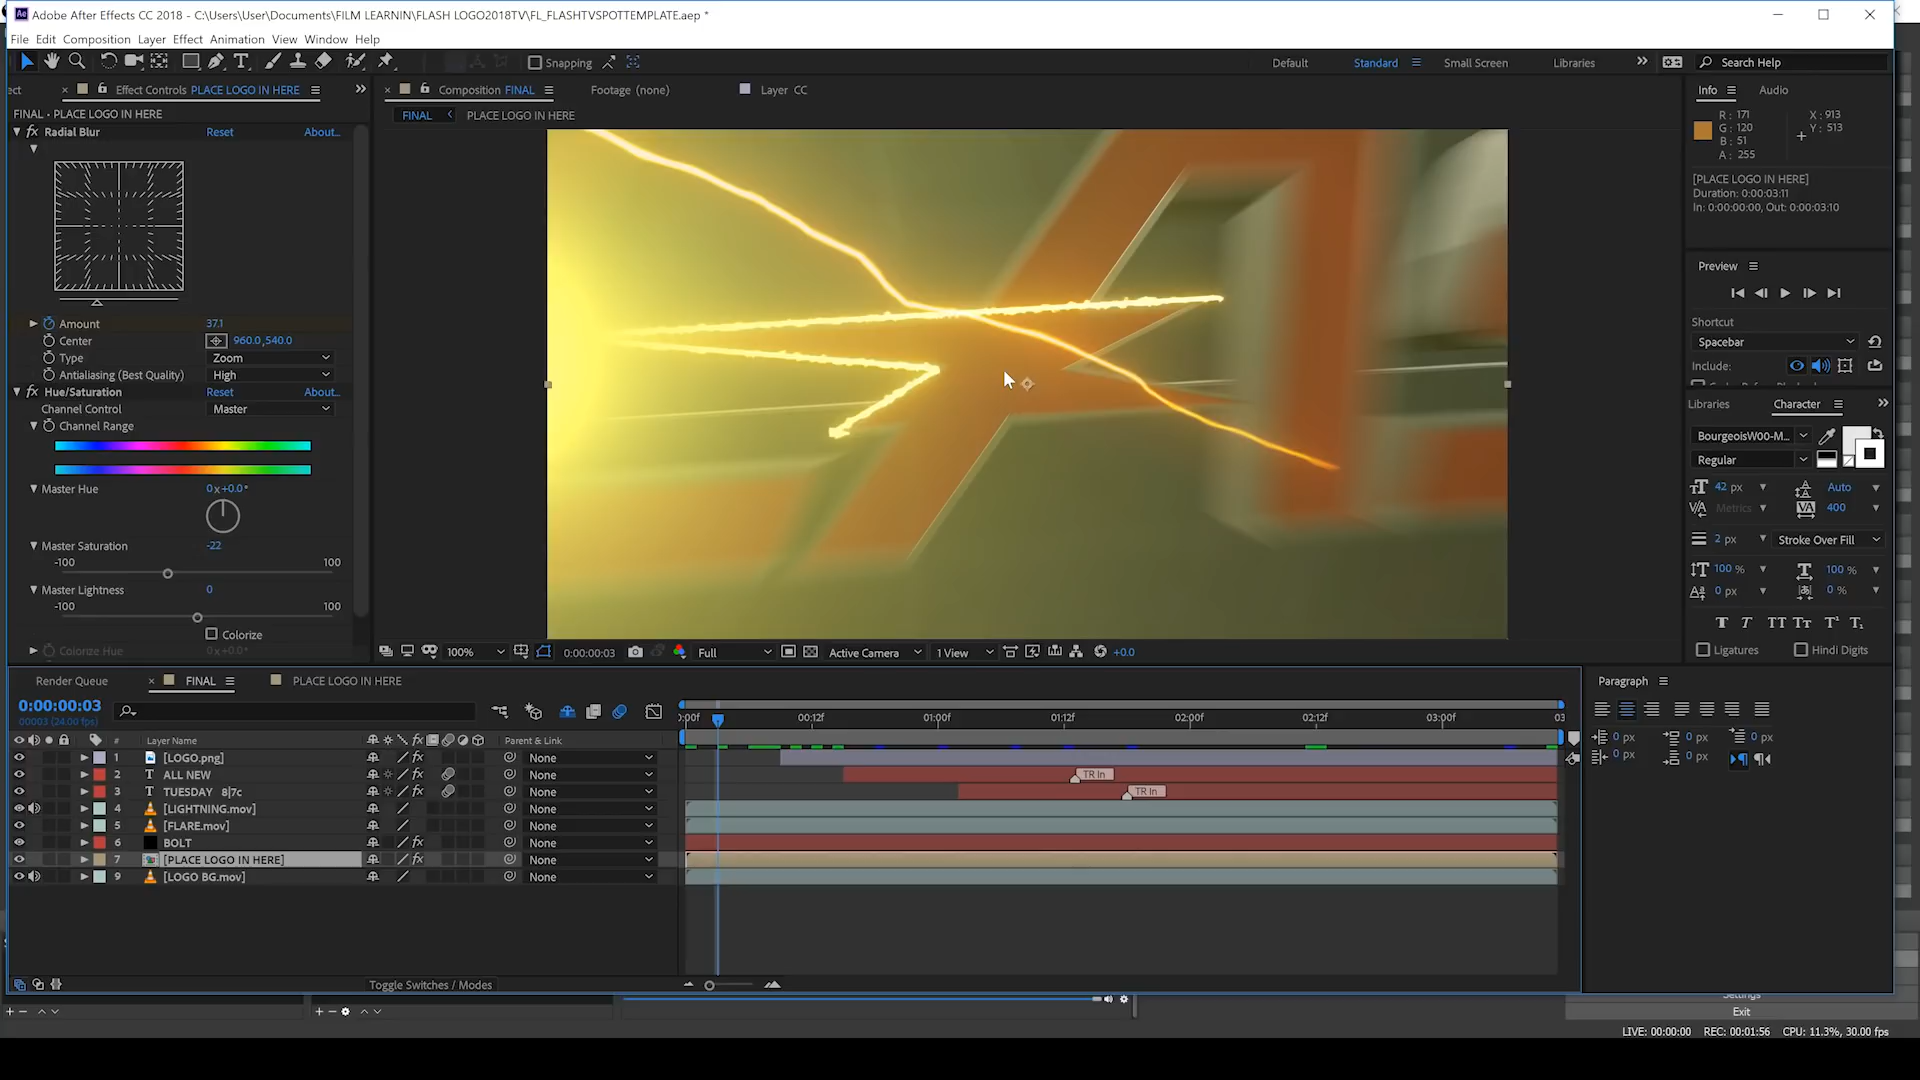 Adobe After Effects CC 2018 - C:\Users\User\Documents\FILM LEARNIN\FLASH LOGO2018TV\FL_FLASHTVSPOTTEMPLATE.aep *
File Edit Composition Layer Effect Animation View Window Help
Snapping
Default Standard Small Screen Libraries
Search Help
ect Effect Controls PLACE LOGO IN HERE
Composition FINAL
Footage (none)
Layer CC
FINAL PLACE LOGO IN HERE
FINAL • PLACE LOGO IN HERE
Radial Blur Reset About...
Amount 37.1
Center 960.0,540.0
Type Zoom
Antialiasing (Best Quality) High
Hue/Saturation Reset About...
Channel Control Master
Channel Range
Master Hue 0x+0.0°
Master Saturation -22
-100 100
Master Lightness 0
-100 100
Colorize
Colorize Hue 0x+0.0°
100% 0:00:00:03 Full Active Camera 1 View +0.0
Info Audio
R : 171
G : 120
B : 51
A : 255
X : 913
Y : 513
[PLACE LOGO IN HERE]
Duration: 0:00:03:11
In: 0:00:00:00, Out: 0:00:03:10
Preview
Shortcut
Spacebar
Include:
Libraries Character
BourgeoisW00-M...
Regular
42 px Auto
Metrics 400
2 px Stroke Over Fill
100 % 100 %
0 px 0 %
T T TT Tt T¹ T₁
Ligatures Hindi Digits
Paragraph
0 px 0 px 0 px
0 px 0 px
Render Queue FINAL PLACE LOGO IN HERE
0:00:00:03
00003 (24.00 fps)
:00f 00:12f 01:00f 01:12f 02:00f 02:12f 03:00f 03
# Layer Name Parent & Link
1 [LOGO.png] None
2 ALL NEW None TR In
3 TUESDAY 8|7c None TR In
4 [LIGHTNING.mov] None
5 [FLARE.mov] None
6 BOLT None
7 [PLACE LOGO IN HERE] None
9 [LOGO BG.mov] None
Toggle Switches / Modes
Settings
Exit
LIVE: 00:00:00 REC: 00:01:56 CPU: 11.3%, 30.00 fps